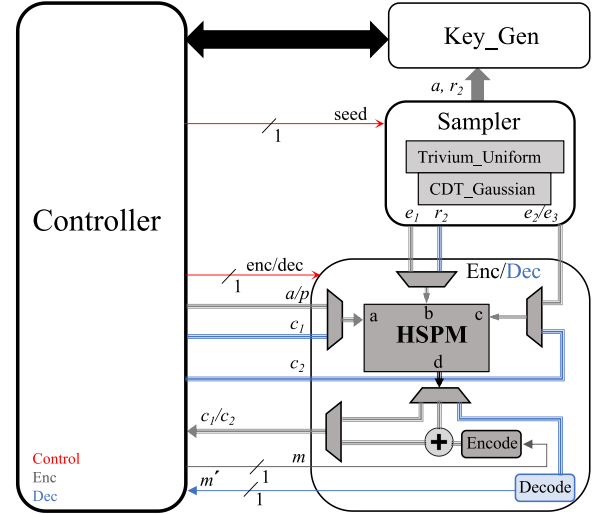 Key_Gen
a, r2
seed
1
Sampler
Trivium_Uniform
CDT_Gaussian
e1
r2
e2/e3
Controller
enc/dec
1
Enc/Dec
a/p
a
b
c
c1
HSPM
c2
d
c1/c2
+
Encode
m
1
Control
Enc
Dec
m′
1
Decode